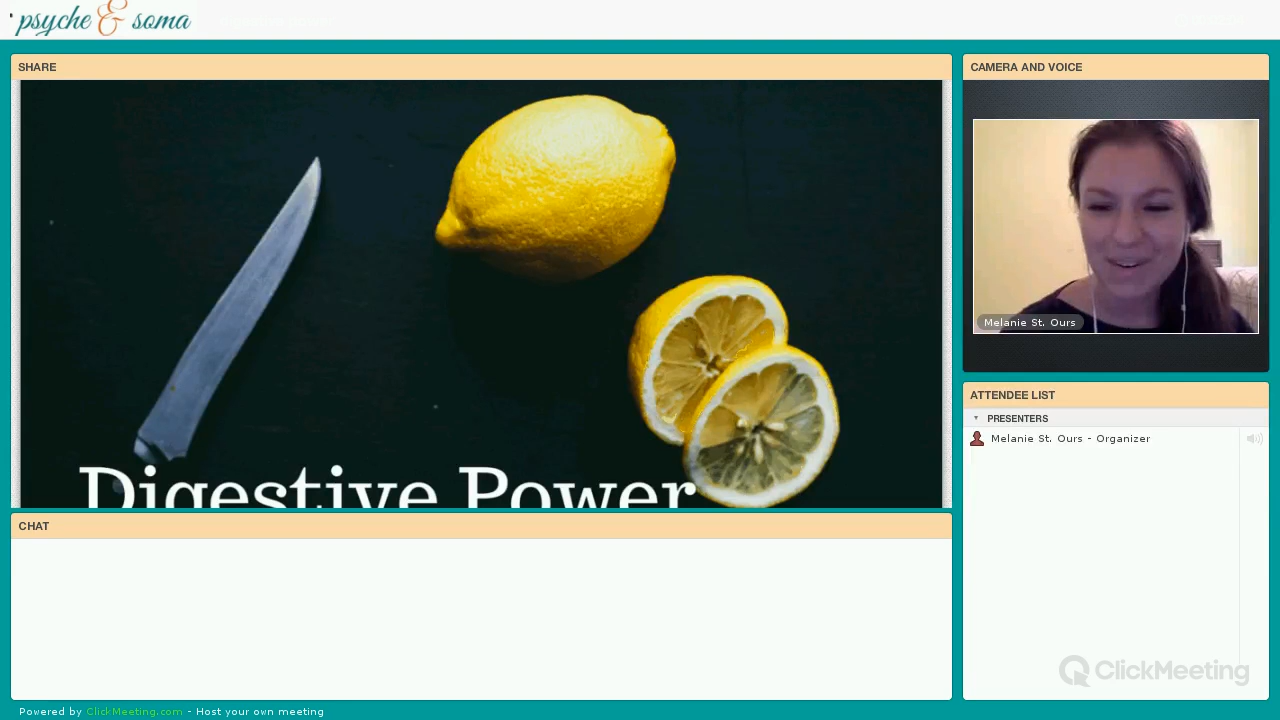 psyche & soma
SHARE
CAMERA AND VOICE
Melanie St. Ours
Digestive Power
ATTENDEE LIST
PRESENTERS
Melanie St. Ours - Organizer
CHAT
ClickMeeting
Powered by ClickMeeting.com - Host your own meeting